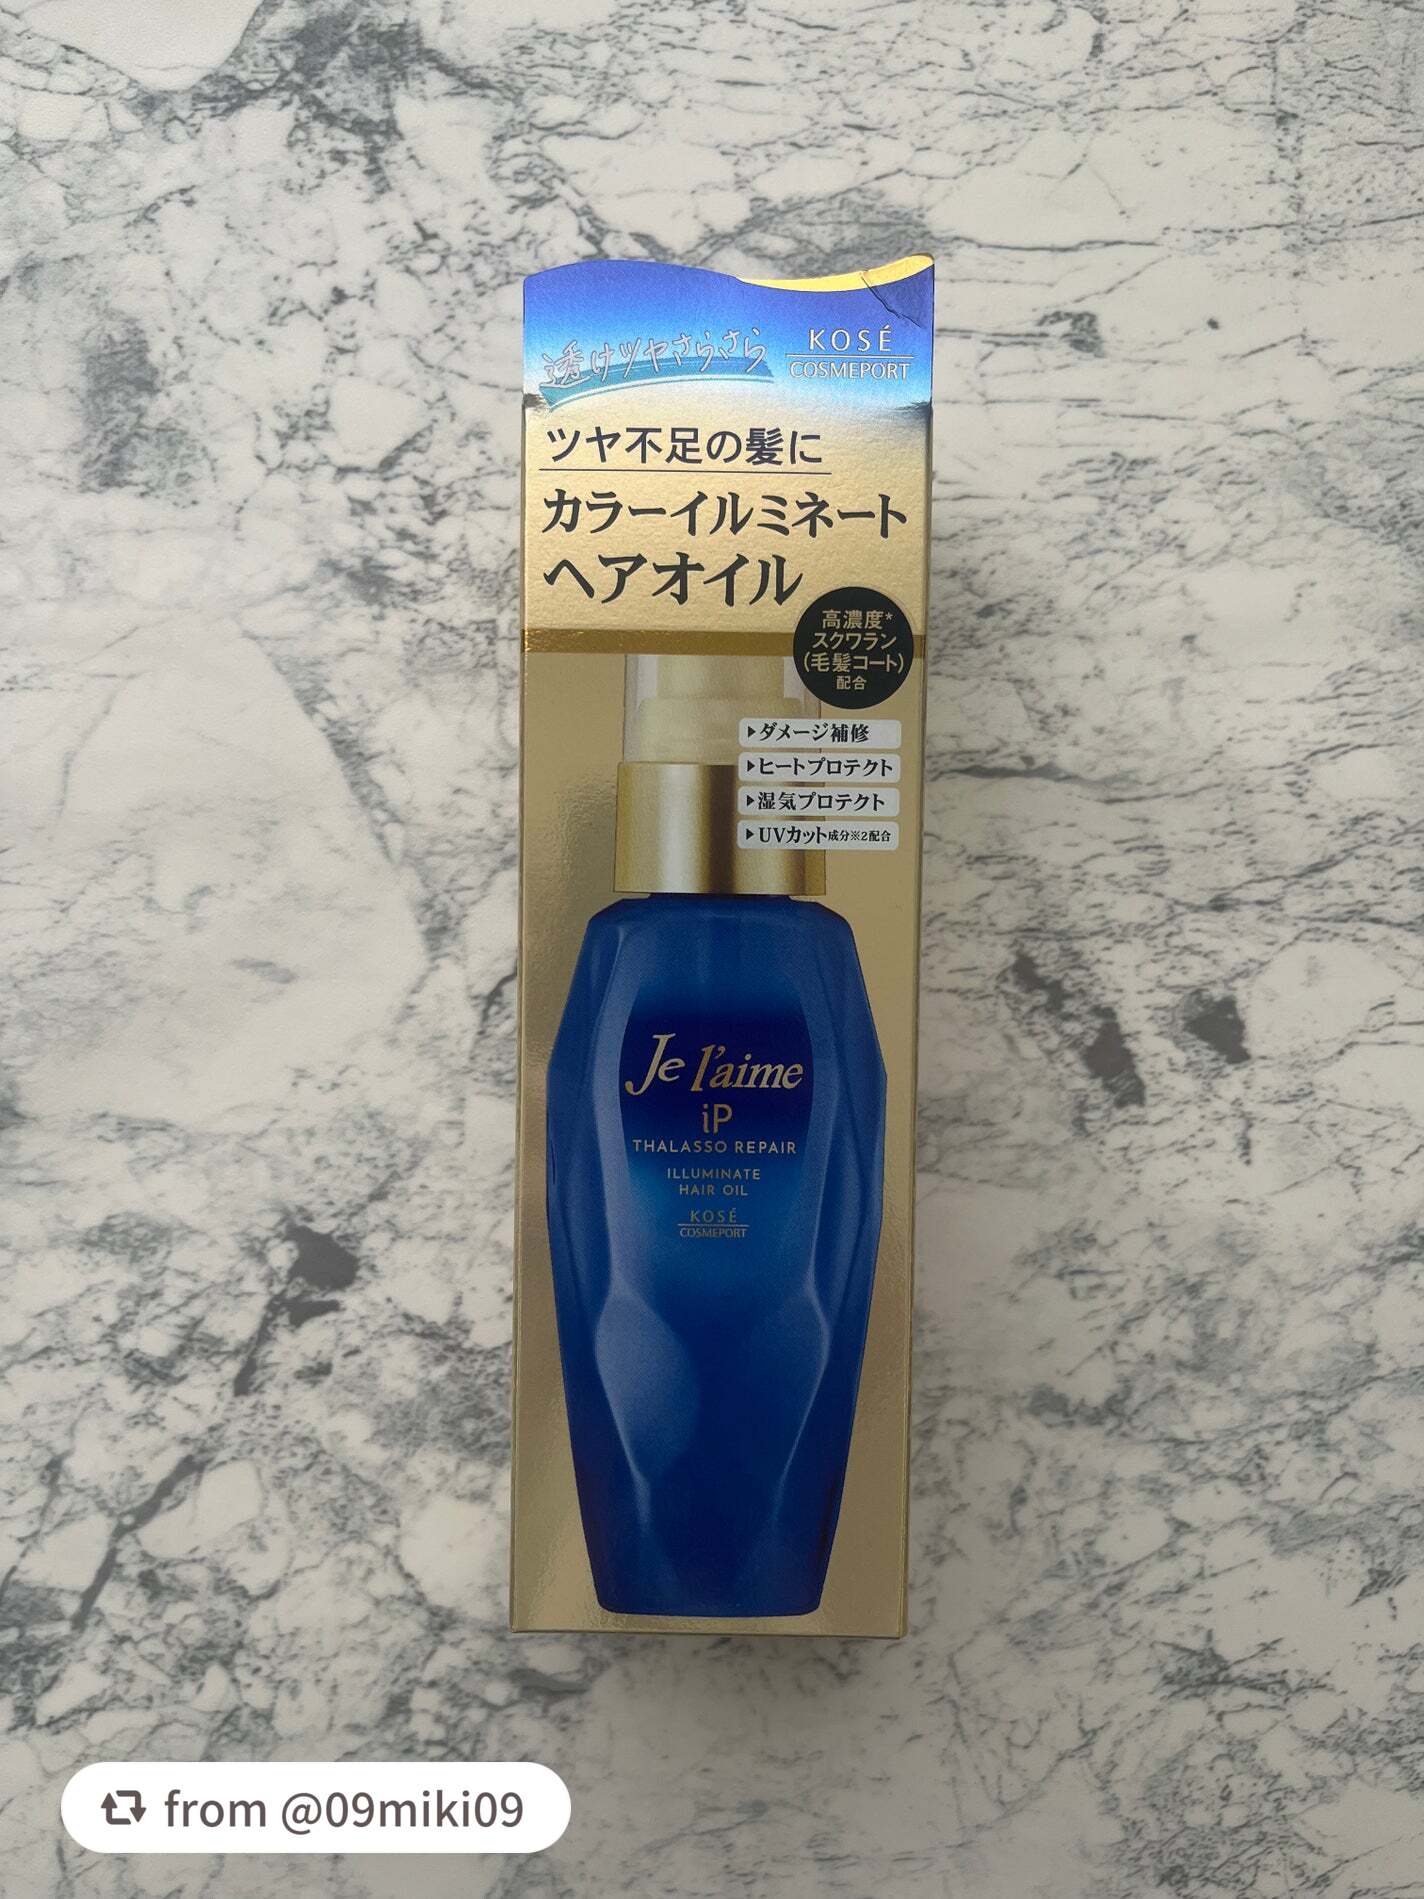 透けツヤさらさら
KOSÉ
COSMEPORT
ツヤ不足の髪に
カラーイルミネート
ヘアオイル
高濃度*
スクワラン
(毛髪コート)
配合
▶ダメージ補修
▶ヒートプロテクト
▶湿気プロテクト
▶UVカット成分※2配合
Je l'aime
iP
THALASSO REPAIR
ILLUMINATE
HAIR OIL
KOSÉ
COSMEPORT
from @09miki09